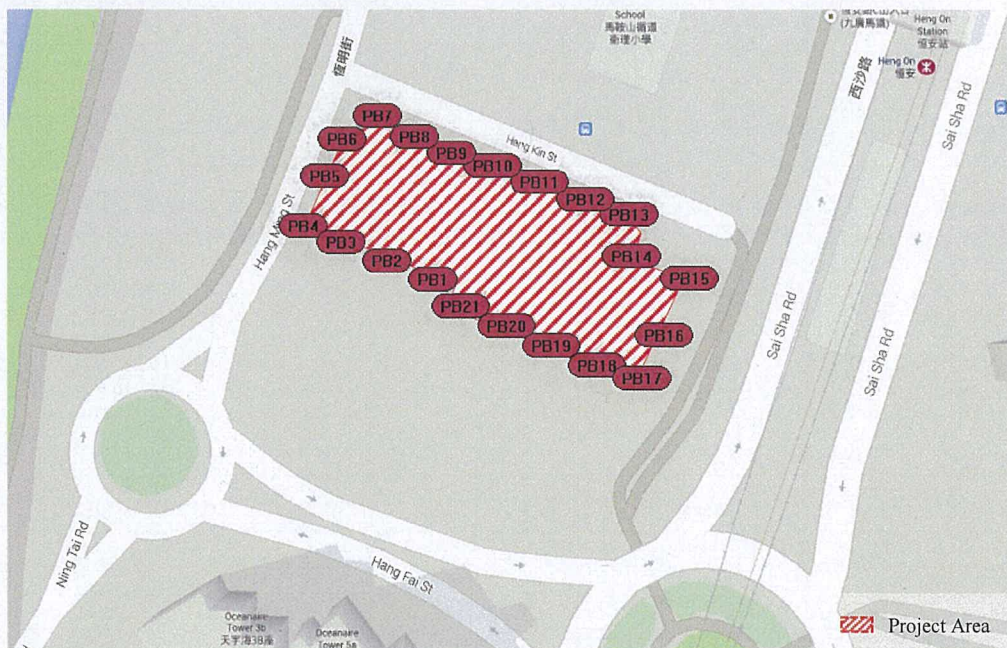 School
馬鞍山循道
衛理小學
(九廣馬鐵)
Heng On
Station
恆安站
Heng On
恆安
恆明街
西沙路
Sai Sha Rd
PB7
PB6
PB8
PB9
PB10
Hang Kin St
PB11
PB12
PB13
PB5
PB4
PB3
PB2
PB1
PB14
PB15
PB21
PB20
PB19
PB18
PB17
PB16
Hang Ming St
Sai Sha Rd
Sai Sha Rd
Ning Tai Rd
Hang Fai St
Oceanaire
Tower 3b
天宇海3B座
Oceanaire
Tower 5a
Project Area